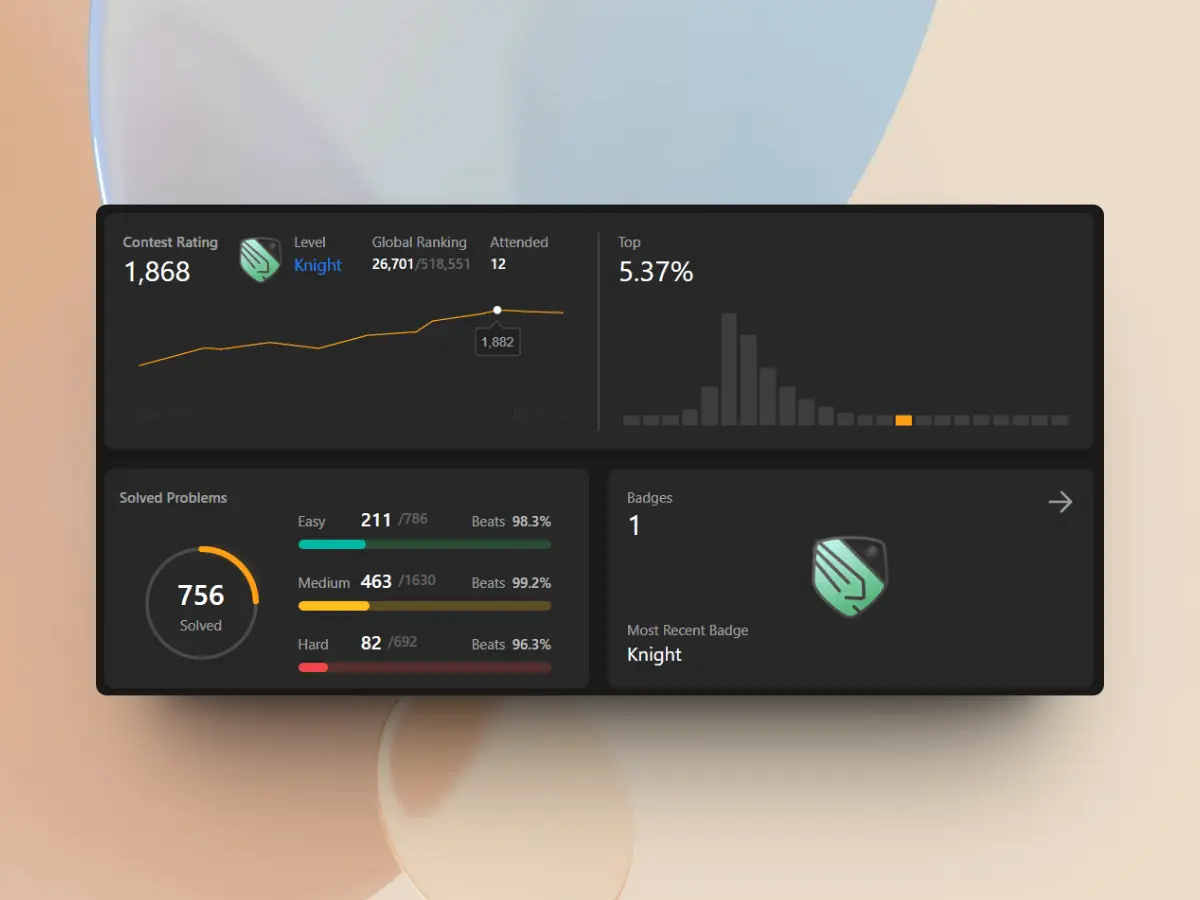 Contest Rating
1,868
Level
Knight
Global Ranking
26,701/518,551
Attended
12
1,882
Top
5.37%
Solved Problems
756
Solved
Easy 211 /786 Beats 98.3%
Medium 463 /1630 Beats 99.2%
Hard 82 /692 Beats 96.3%
Badges
1
Most Recent Badge
Knight